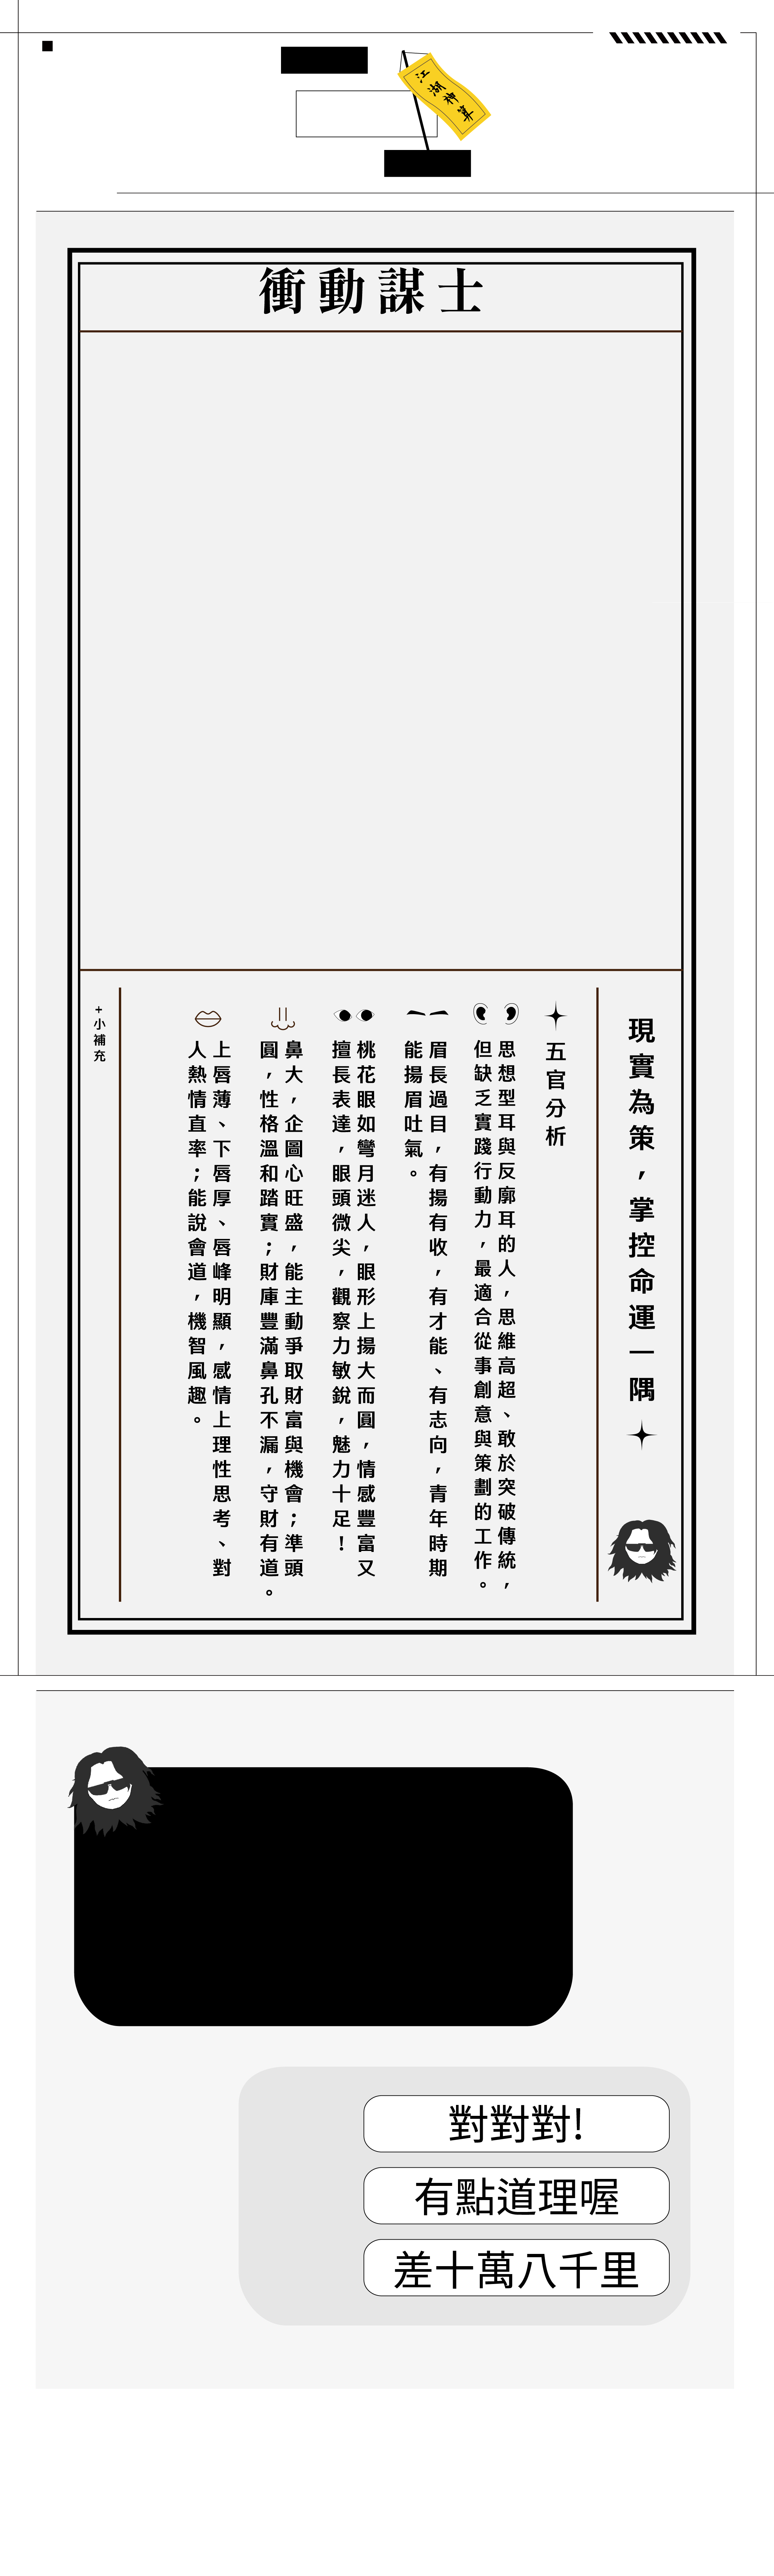 江湖神算
衝動謀士
現實為策，掌控命運一隅
五官分析
思想型耳與反廓耳的人，思維高超、敢於突破傳統，
但缺乏實踐行動力，最適合從事創意與策劃的工作。
眉長過目，有揚有收，有才能、有志向，青年時期
能揚眉吐氣。
桃花眼如彎月迷人，眼形上揚大而圓，情感豐富又
擅長表達，眼頭微尖，觀察力敏銳，魅力十足！
鼻大，企圖心旺盛，能主動爭取財富與機會；準頭
圓，性格溫和踏實；財庫豐滿鼻孔不漏，守財有道。
上唇薄、下唇厚、唇峰明顯，感情上理性思考、對
人熱情直率；能說會道，機智風趣。
+小補充
對對對!
有點道理喔
差十萬八千里